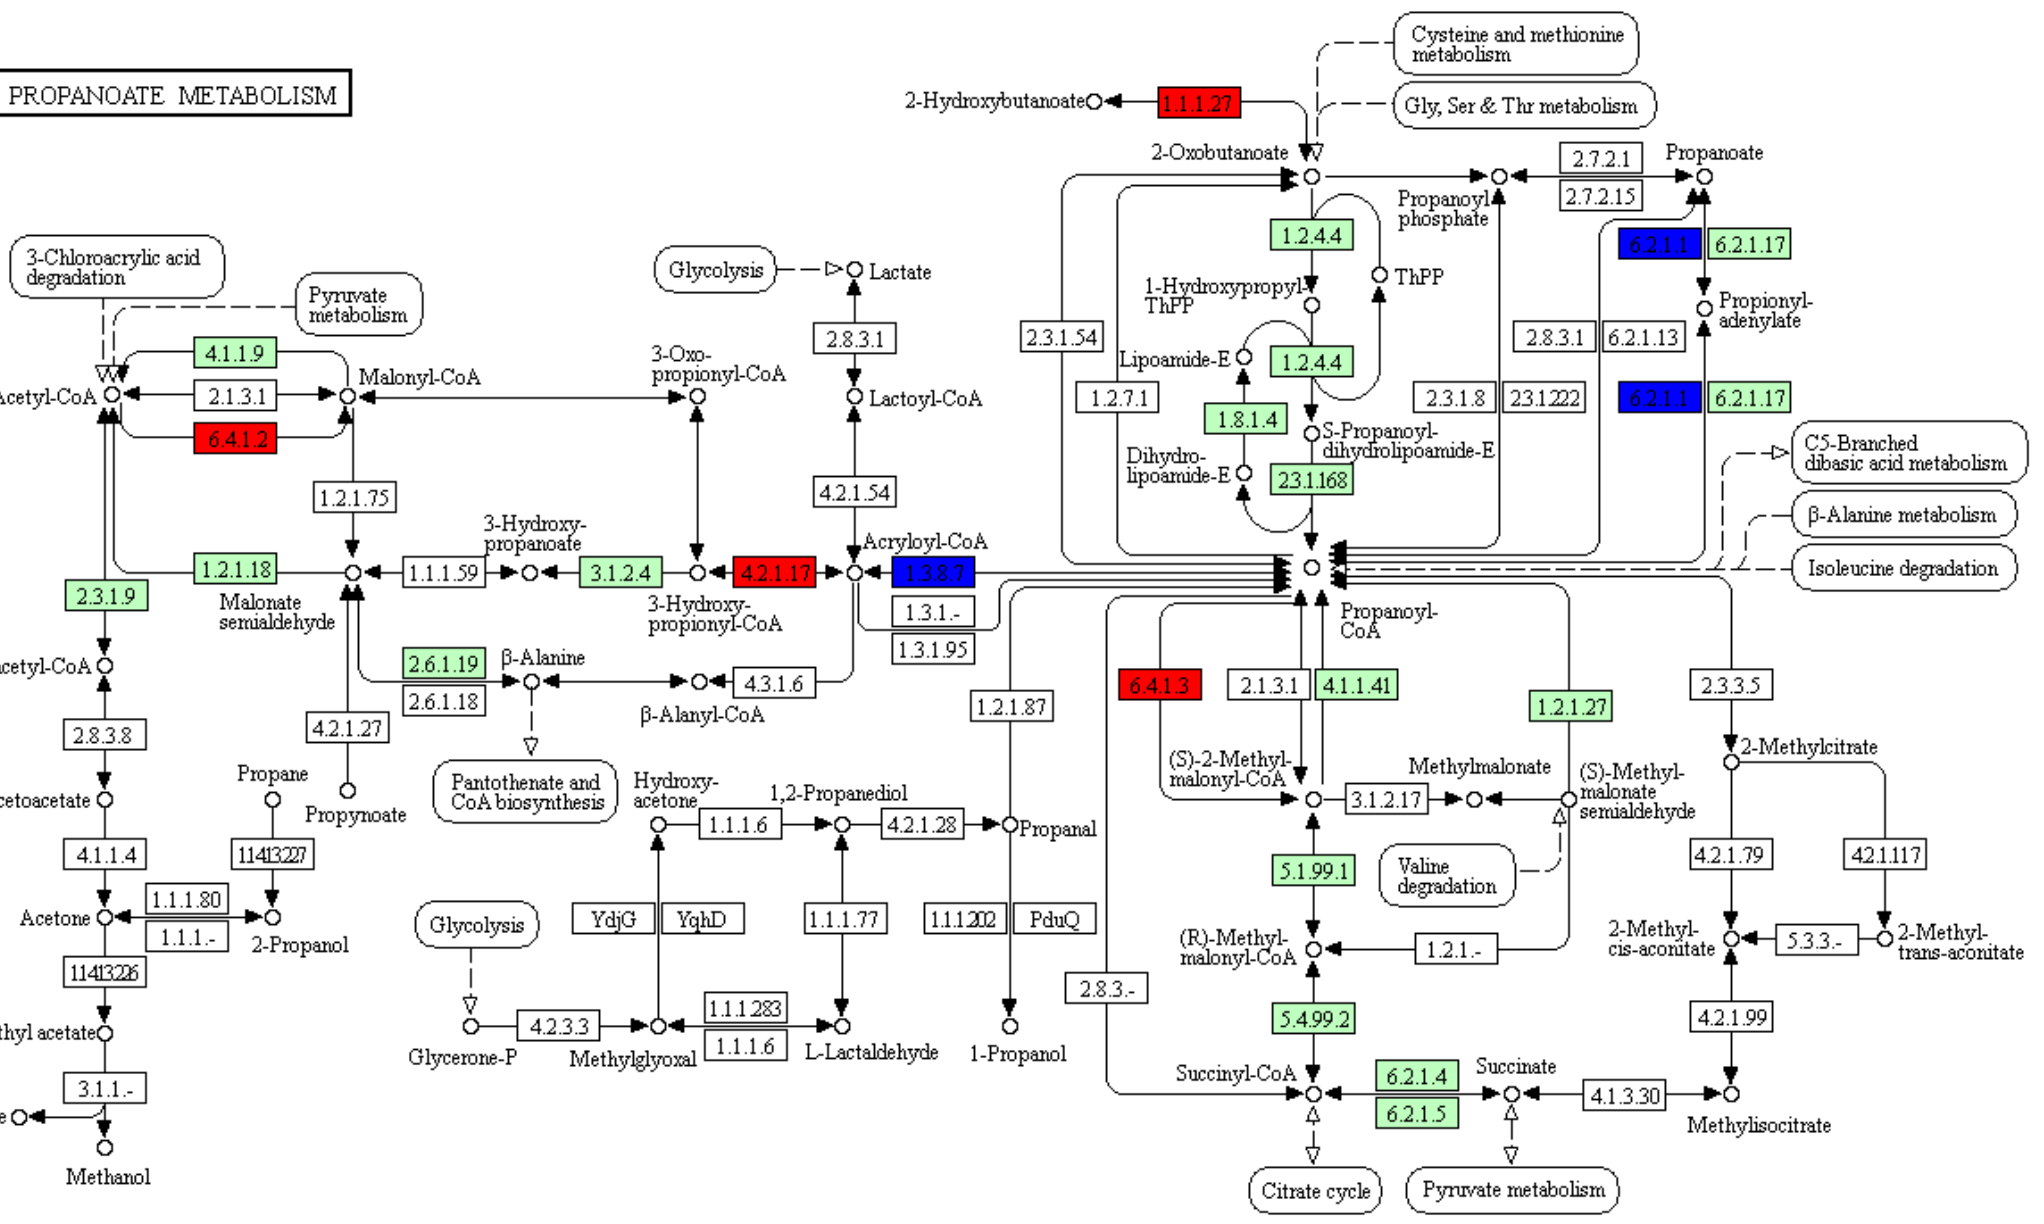 PROPANOATE METABOLISM
Cysteine and methionine
metabolism
2-Hydroxybutanoate
1.1.1.27
Gly, Ser & Thr metabolism
2-Oxobutanoate
2.7.2.1
Propanoate
2.7.2.15
Propanoyl
phosphate
1.2.4.4
6.2.1.1
6.2.1.17
3-Chloroacrylic acid
degradation
Glycolysis
Lactate
ThPP
1-Hydroxypropyl-
ThPP
Pyruvate
metabolism
Propionyl-
adenylate
2.8.3.1
2.3.1.54
2.8.3.1
6.2.1.13
4.1.1.9
3-Oxo-
propionyl-CoA
Lipoamide-E
1.2.4.4
Malonyl-CoA
Acetyl-CoA
2.1.3.1
Lactoyl-CoA
1.2.7.1
2.3.1.8
2.3.1.222
6.2.1.1
6.2.1.17
1.8.1.4
6.4.1.2
S-Propanoyl-
dihydrolipoamide-E
C5-Branched
dibasic acid metabolism
Dihydro-
lipoamide-E
2.3.1.168
1.2.1.75
4.2.1.54
β-Alanine metabolism
3-Hydroxy-
propanoate
Acryloyl-CoA
1.2.1.18
1.1.1.59
3.1.2.4
4.2.1.17
1.3.8.7
Isoleucine degradation
2.3.1.9
Malonate
semialdehyde
3-Hydroxy-
propionyl-CoA
1.3.1.-
Propanoyl-
CoA
1.3.1.95
acetyl-CoA
2.6.1.19
β-Alanine
4.3.1.6
6.4.1.3
2.1.3.1
4.1.1.41
2.3.3.5
2.6.1.18
β-Alanyl-CoA
1.2.1.87
1.2.1.27
4.2.1.27
2.8.3.8
2-Methylcitrate
Propane
Pantothenate and
CoA biosynthesis
Hydroxy-
acetone
1,2-Propanediol
(S)-2-Methyl-
malonyl-CoA
Methylmalonate
(S)-Methyl-
malonate
semialdehyde
cetoacetate
Propynoate
3.1.2.17
1.1.1.6
4.2.1.28
Propanal
4.1.1.4
1.14.13.227
5.1.99.1
Valine
degradation
4.2.1.79
4.2.1.117
Acetone
1.1.1.80
1.1.1.-
2-Propanol
Glycolysis
YdjG
YqhD
1.1.1.77
1.1.1.202
PduQ
(R)-Methyl-
malonyl-CoA
1.2.1.-
2-Methyl-
cis-aconitate
5.3.3.-
2-Methyl-
trans-aconitate
1.14.13.226
2.8.3.-
4.2.3.3
1.1.1.283
5.4.99.2
4.2.1.99
thyl acetate
1.1.1.6
Glycerone-P
Methylglyoxal
L-Lactaldehyde
1-Propanol
3.1.1.-
Succinyl-CoA
6.2.1.4
Succinate
4.1.3.30
6.2.1.5
e
Methylisocitrate
Methanol
Citrate cycle
Pyruvate metabolism